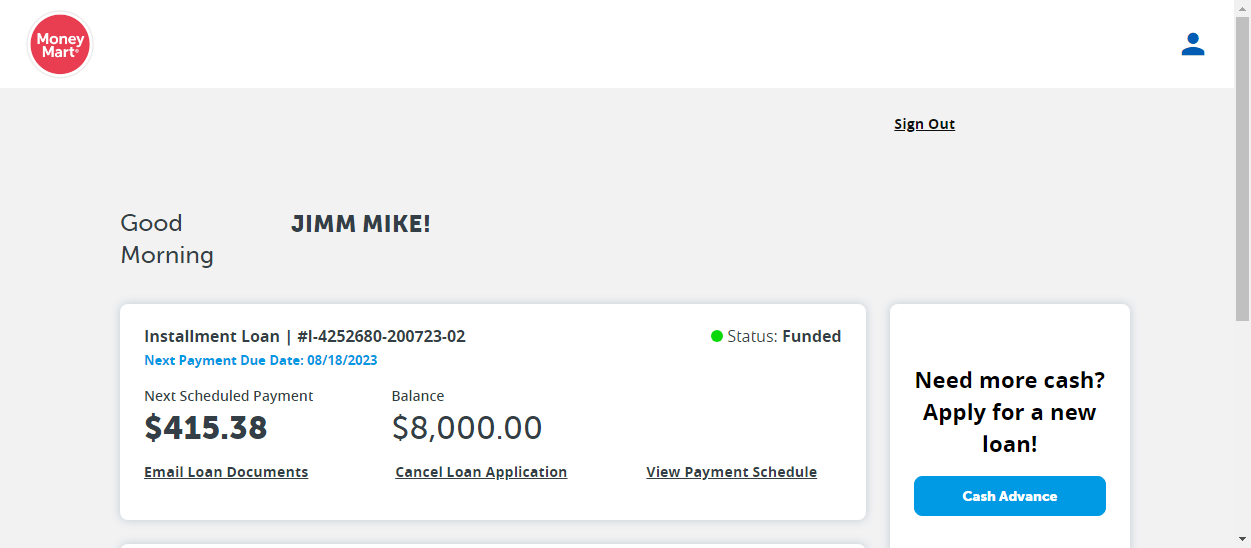 Money
Mart®
Sign Out
Good
Morning
JIMM MIKE!
Installment Loan | #I-4252680-200723-02
Status: Funded
Next Payment Due Date: 08/18/2023
Next Scheduled Payment
Balance
$415.38
$8,000.00
Email Loan Documents
Cancel Loan Application
View Payment Schedule
Need more cash?
Apply for a new
loan!
Cash Advance